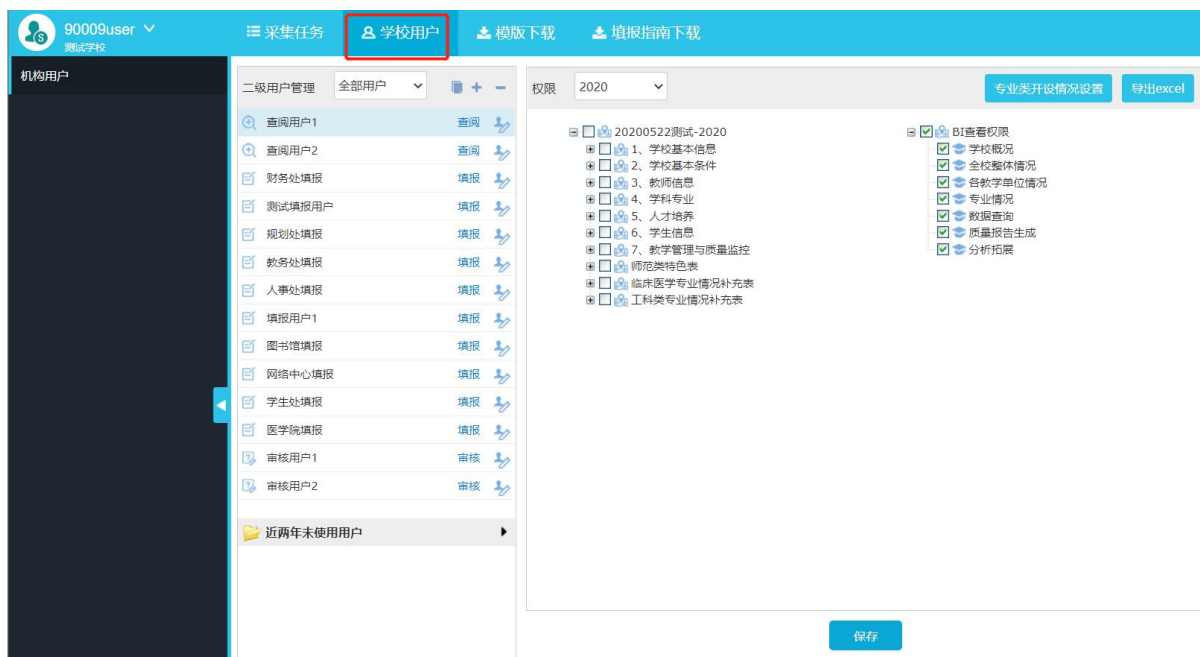 90009user
测试学校
采集任务 学校用户 模版下载 填报指南下载
机构用户
二级用户管理 全部用户
查阅用户1 查阅
查阅用户2 查阅
财务处填报 填报
测试填报用户 填报
规划处填报 填报
教务处填报 填报
人事处填报 填报
填报用户1 填报
图书馆填报 填报
网络中心填报 填报
学生处填报 填报
医学院填报 填报
审核用户1 审核
审核用户2 审核
近两年未使用用户
权限 2020 专业类开设情况设置 导出excel
20200522测试-2020
1、学校基本信息
2、学校基本条件
3、教师信息
4、学科专业
5、人才培养
6、学生信息
7、教学管理与质量监控
师范类特色表
临床医学专业情况补充表
工科类专业情况补充表
BI查看权限
学校概况
全校整体情况
各教学单位情况
专业情况
数据查询
质量报告生成
分析拓展
保存